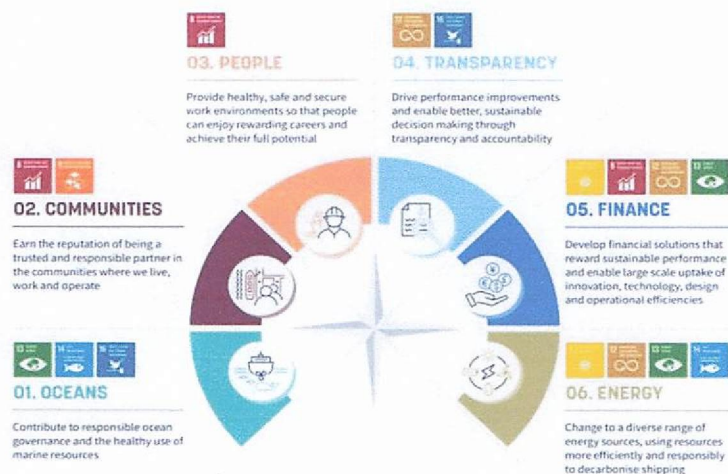 03. PEOPLE
Provide healthy, safe and secure
work environments so that people
can enjoy rewarding careers and
achieve their full potential
04. TRANSPARENCY
Drive performance improvements
and enable better, sustainable
decision making through
transparency and accountability
02. COMMUNITIES
Earn the reputation of being a
trusted and responsible partner in
the communities where we live,
work and operate
05. FINANCE
Develop financial solutions that
reward sustainable performance
and enable large scale uptake of
innovation, technology, design
and operational efficiencies
01. OCEANS
Contribute to responsible ocean
governance and the healthy use of
marine resources
06. ENERGY
Change to a diverse range of
energy sources, using resources
more efficiently and responsibly
to decarbonise shipping